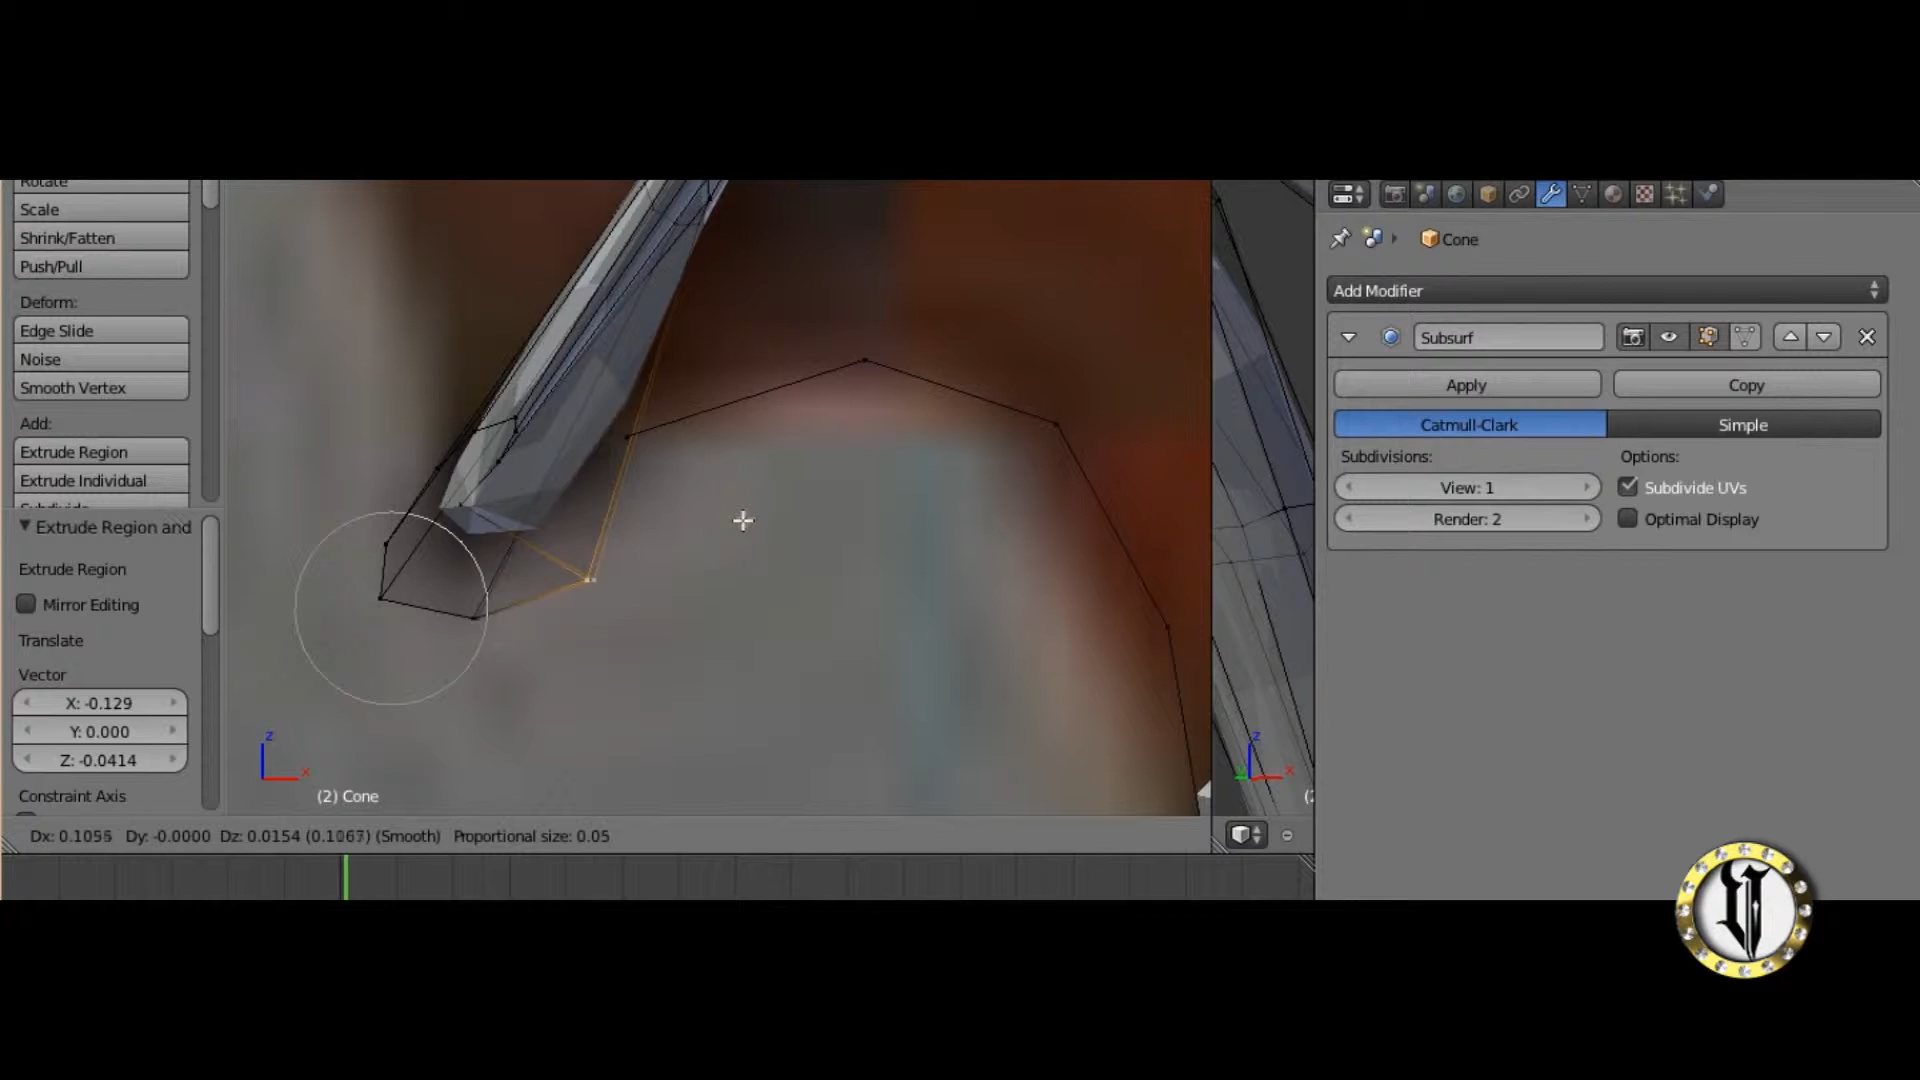 Rotate
Scale
Shrink/Fatten
Push/Pull
Deform:
Edge Slide
Noise
Smooth Vertex
Add:
Extrude Region
Extrude Individual
Subdivide
Extrude Region and
Extrude Region
Mirror Editing
Translate
Vector
X: -0.129
Y: 0.000
Z: -0.0414
Constraint Axis
z
x
(2) Cone
Dx: 0.1055 Dy: -0.0000 Dz: 0.0154 (0.1067) (Smooth) Proportional size: 0.05
z
x
(2
Cone
Add Modifier
Subsurf
Apply
Copy
Catmull-Clark
Simple
Subdivisions:
Options:
View: 1
Subdivide UVs
Render: 2
Optimal Display